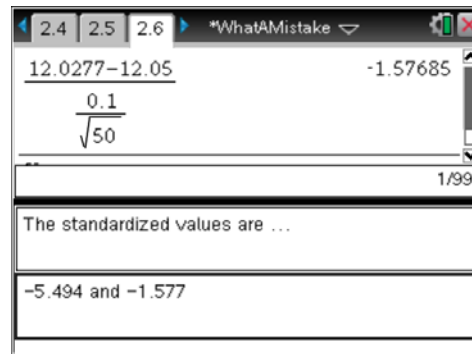 2.4 2.5 2.6 *WhatAMistake
12.0277−12.05
0.1
√50
-1.57685
1/99
The standardized values are ...
−5.494 and −1.577